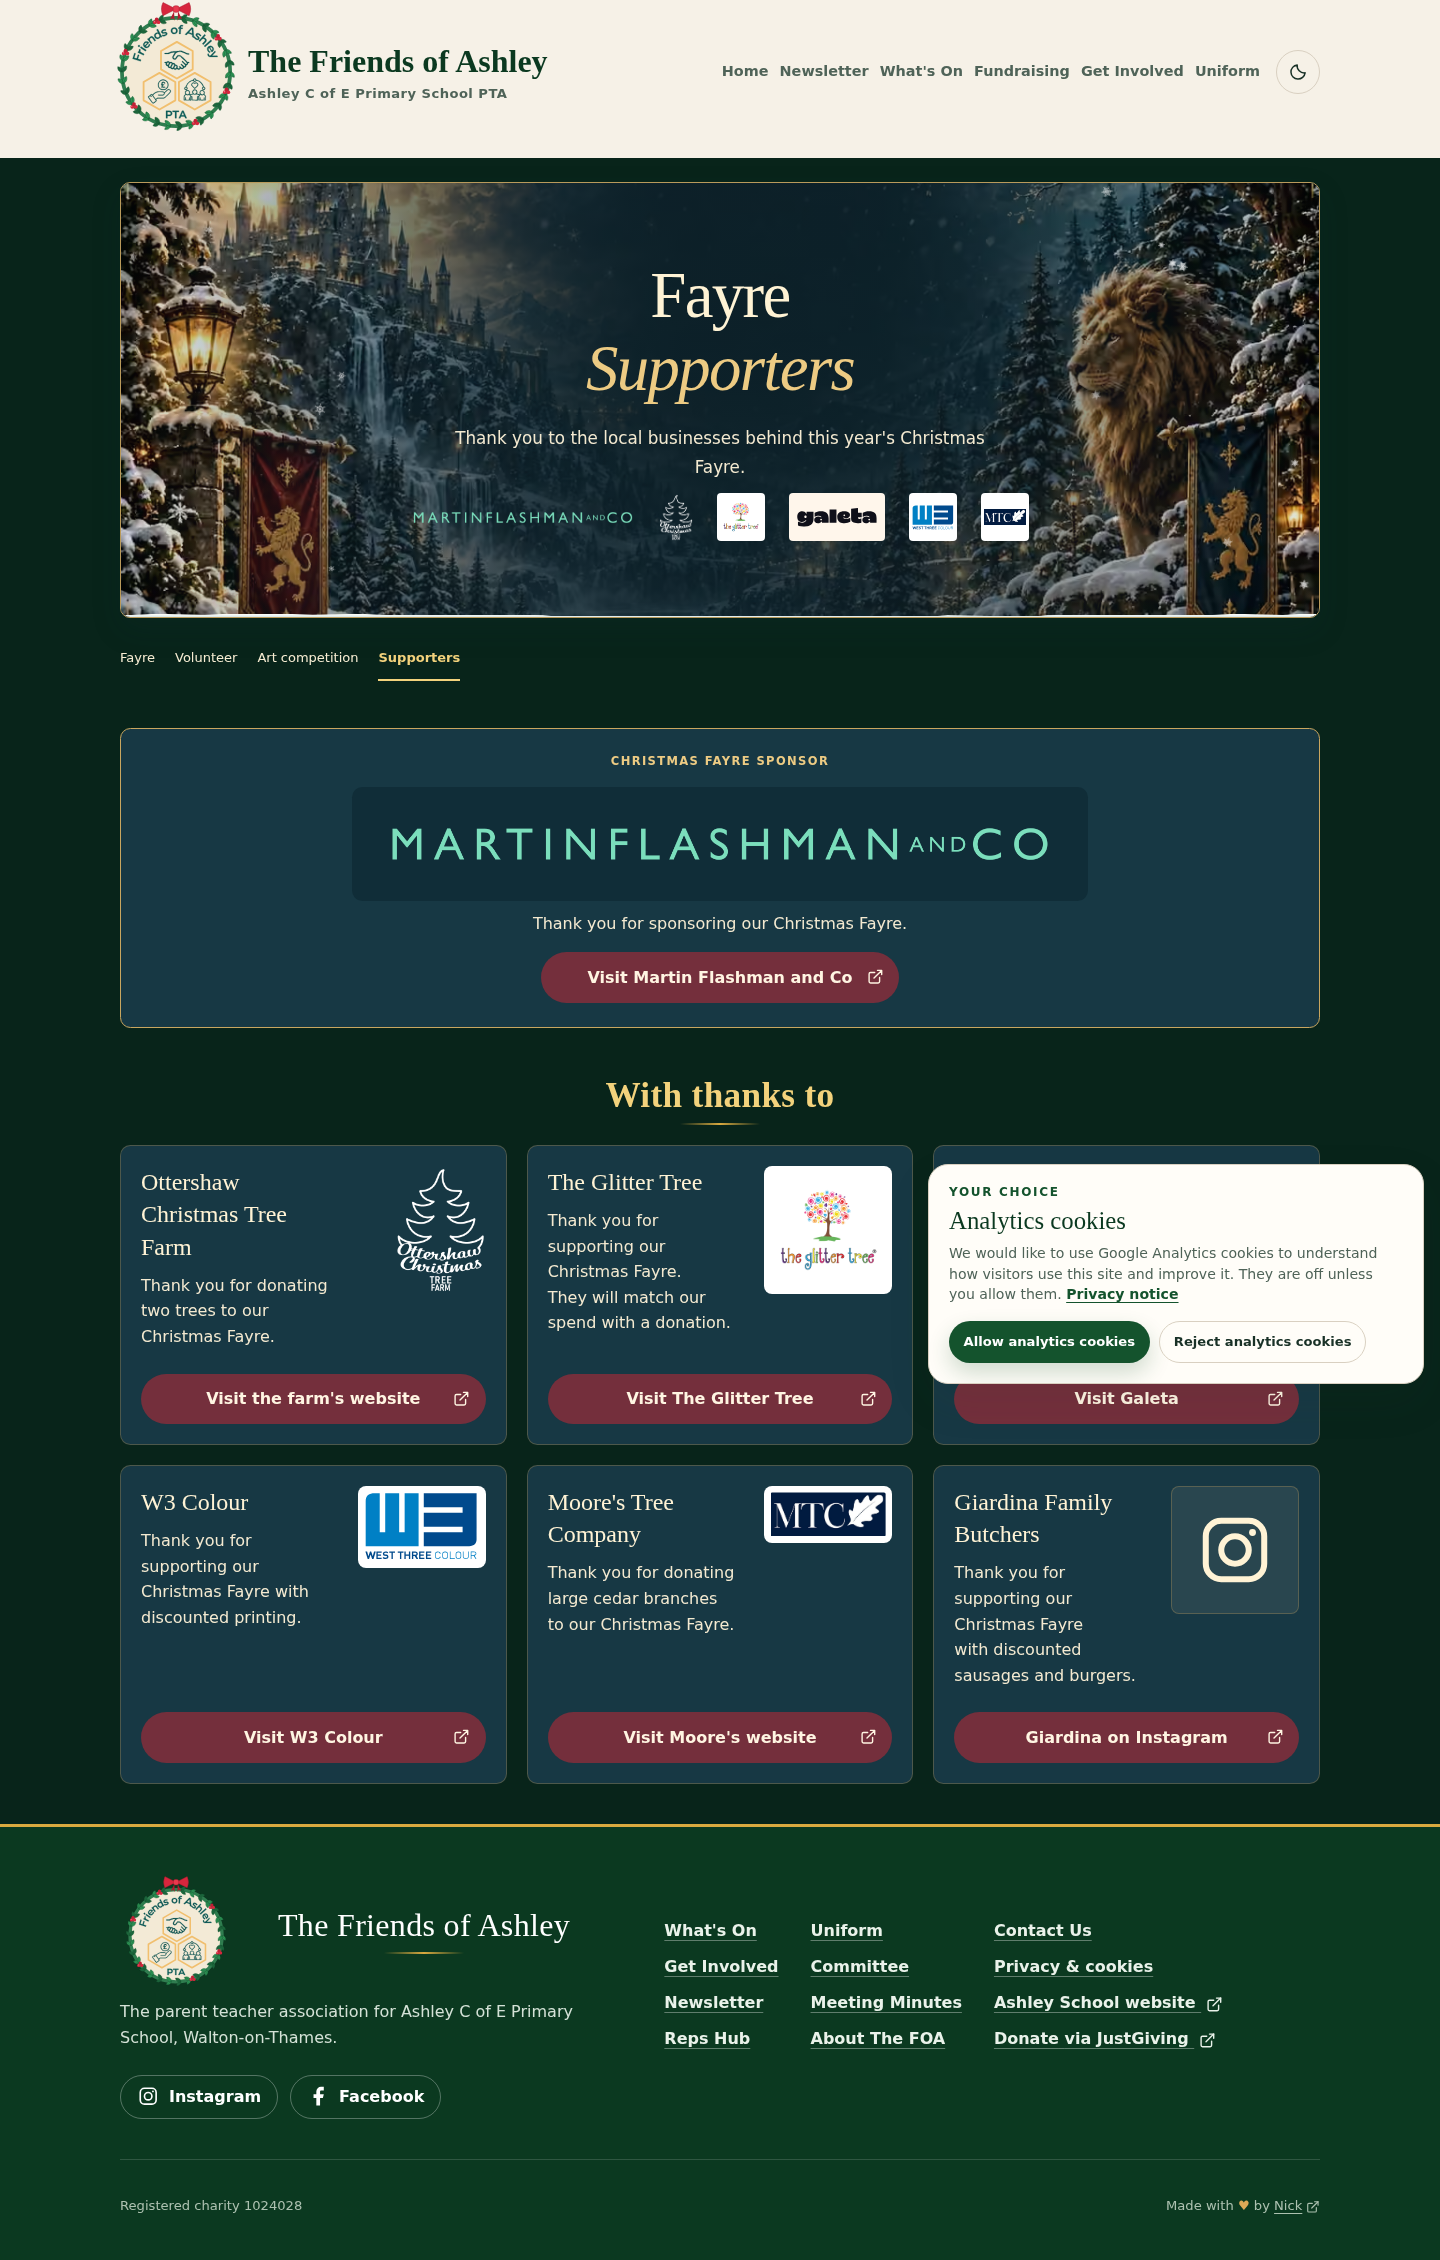 Friends of Ashley
PTA
The Friends of Ashley
Ashley C of E Primary School PTA
Home Newsletter What's On Fundraising Get Involved Uniform
Fayre
Supporters
Thank you to the local businesses behind this year's Christmas
Fayre.
MARTINFLASHMANANDCO
Ottershaw
Christmas
the glitter tree
galeta
W3
WEST THREE COLOUR
MTC
Fayre Volunteer Art competition Supporters
CHRISTMAS FAYRE SPONSOR
MARTINFLASHMANANDCO
Thank you for sponsoring our Christmas Fayre.
Visit Martin Flashman and Co
With thanks to
Ottershaw
Christmas Tree
Farm
Thank you for donating
two trees to our
Christmas Fayre.
Ottershaw
Christmas
TREE
FARM
Visit the farm's website
The Glitter Tree
Thank you for
supporting our
Christmas Fayre.
They will match our
spend with a donation.
the glitter tree
Visit The Glitter Tree
YOUR CHOICE
Analytics cookies
We would like to use Google Analytics cookies to understand
how visitors use this site and improve it. They are off unless
you allow them. Privacy notice
Allow analytics cookies Reject analytics cookies
Visit Galeta
W3 Colour
Thank you for
supporting our
Christmas Fayre with
discounted printing.
W3
WEST THREE COLOUR
Visit W3 Colour
Moore's Tree
Company
Thank you for donating
large cedar branches
to our Christmas Fayre.
MTC
Visit Moore's website
Giardina Family
Butchers
Thank you for
supporting our
Christmas Fayre
with discounted
sausages and burgers.
Giardina on Instagram
Friends of Ashley
PTA
The Friends of Ashley
The parent teacher association for Ashley C of E Primary
School, Walton-on-Thames.
Instagram Facebook
What's On Uniform Contact Us
Get Involved Committee Privacy & cookies
Newsletter Meeting Minutes Ashley School website
Reps Hub About The FOA Donate via JustGiving
Registered charity 1024028
Made with ♥ by Nick